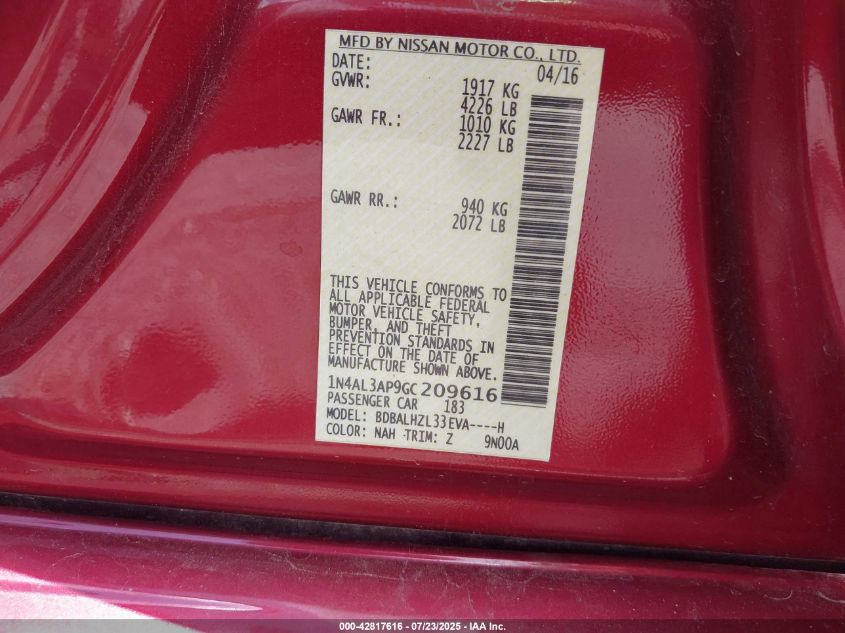 MFD BY NISSAN MOTOR CO., LTD.
DATE: 04/16
GVWR: 1917 KG
4226 LB
GAWR FR.: 1010 KG
2227 LB
GAWR RR.: 940 KG
2072 LB
THIS VEHICLE CONFORMS TO
ALL APPLICABLE FEDERAL
MOTOR VEHICLE SAFETY,
BUMPER, AND THEFT
PREVENTION STANDARDS IN
EFFECT ON THE DATE OF
MANUFACTURE SHOWN ABOVE.
1N4AL3AP9GC209616
PASSENGER CAR 183
MODEL: BDBALHZL33EVA----H
COLOR: NAH TRIM: Z 9N00A
000-42817616 - 07/23/2025 - IAA Inc.